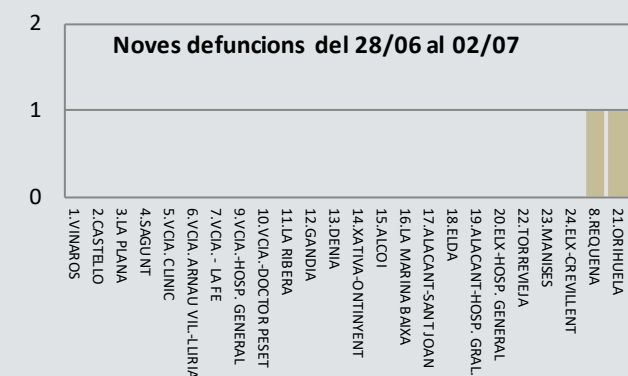 Noves defuncions del 28/06 al 02/07
2
1
0
1.VINAROS
2.CASTELLO
3.LA PLANA
4.SAGUNT
5.VCIA. CLINIC
6.VCIA. ARNAU VIL.-LLIRIA
7.VCIA.- LA FE
9.VCIA.-HOSP. GENERAL
10.VCIA.-DOCTOR PESET
11.LA RIBERA
12.GANDIA
13.DENIA
14.XATIVA-ONTINYENT
15.ALCOI
16.LA MARINA BAIXA
17.ALACANT-SANT JOAN
18.ELDA
19.ALACANT-HOSP. GRAL.
20.ELX-HOSP. GENERAL
22.TORREVIEJA
23.MANISES
24.ELX-CREVILLENT
8.REQUENA
21.ORIHUELA